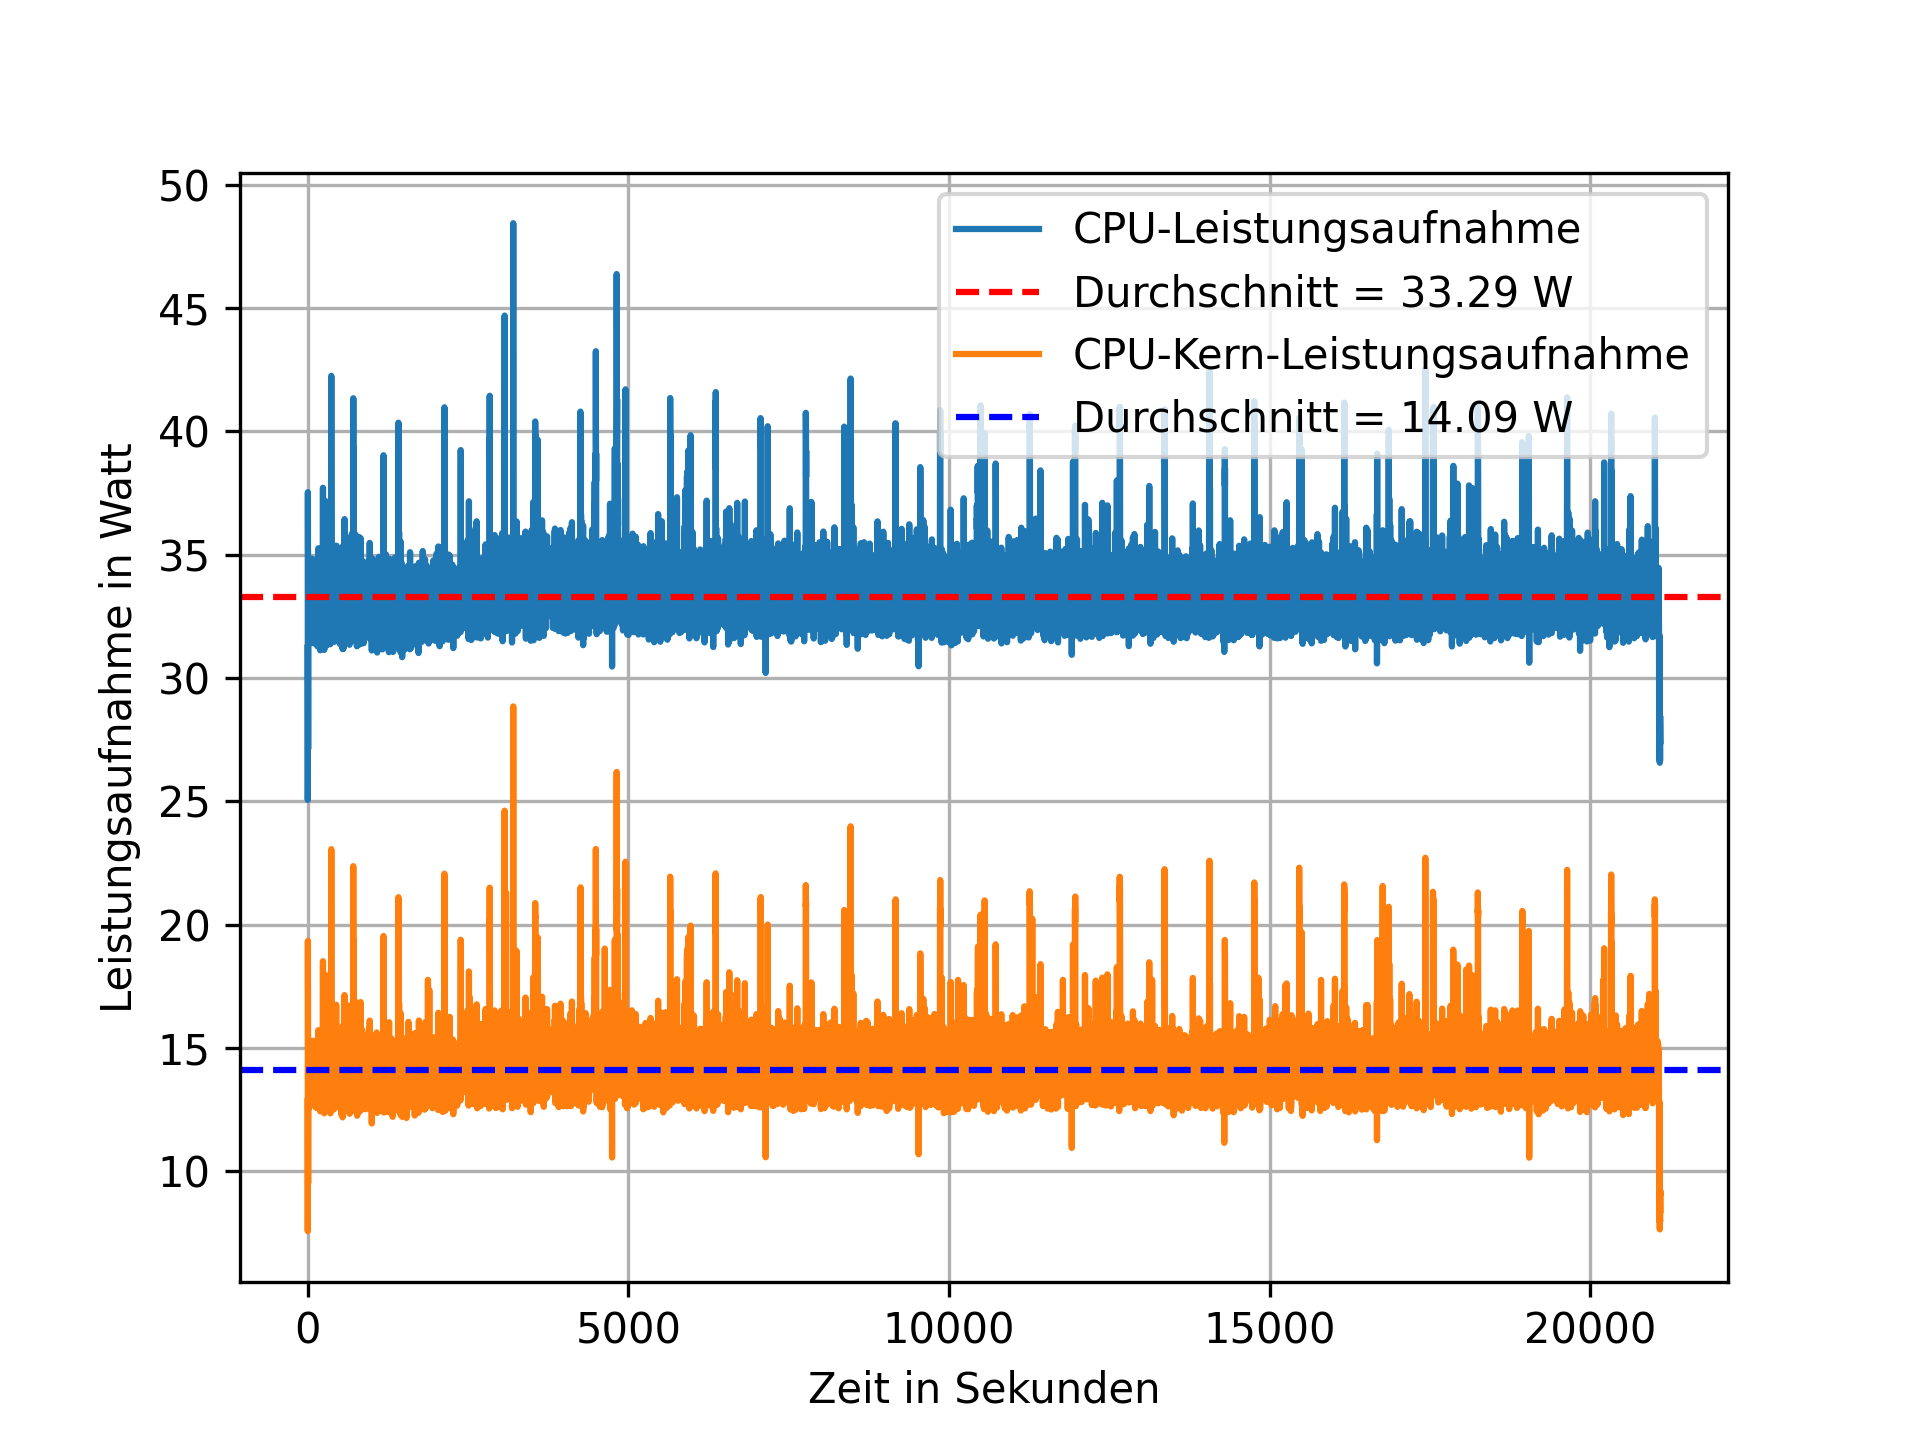 50
45
40
35
30
25
20
15
10
Leistungsaufnahme in Watt
CPU-Leistungsaufnahme
Durchschnitt = 33.29 W
CPU-Kern-Leistungsaufnahme
Durchschnitt = 14.09 W
0 5000 10000 15000 20000
Zeit in Sekunden